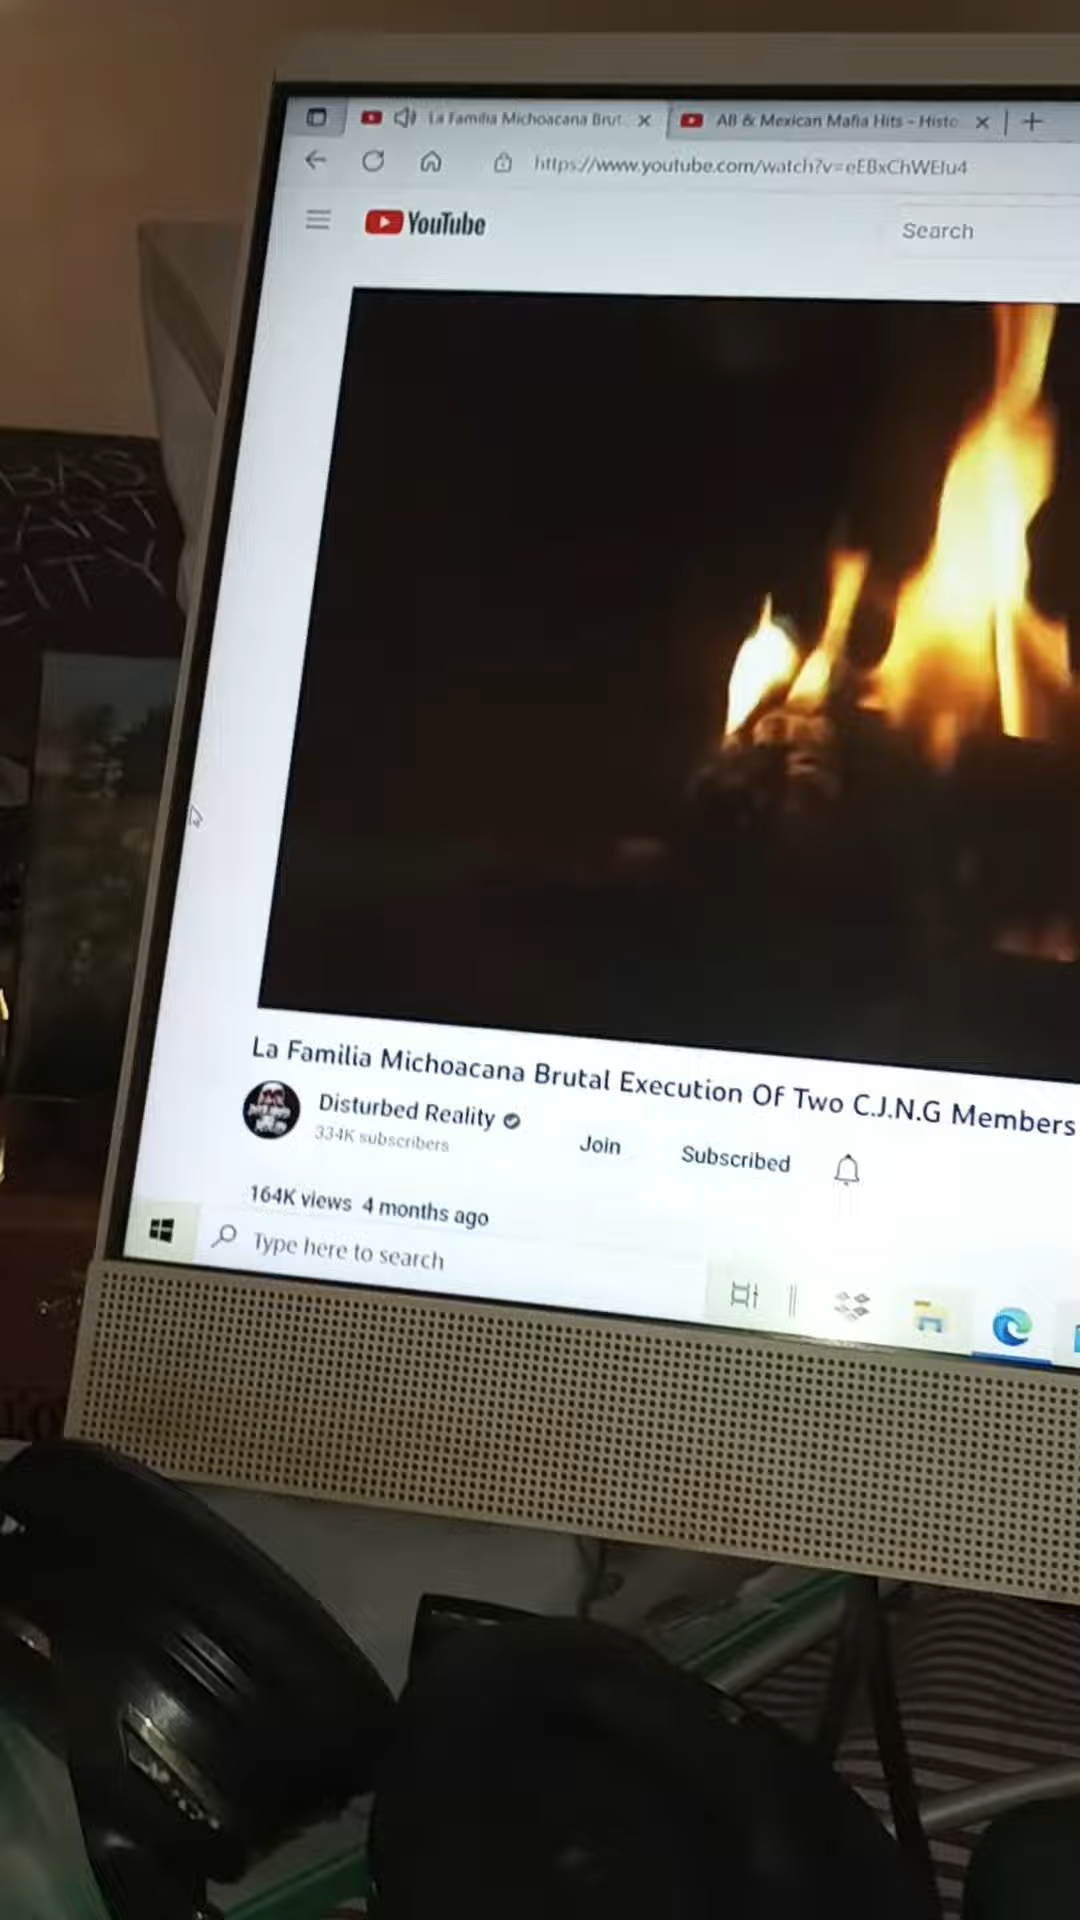 La Familia Michoacana Brut
AB & Mexican Mafia Hits - Histo
https://www.youtube.com/watch?v=eEBxChWEIu4
YouTube
Search
La Familia Michoacana Brutal Execution Of Two C.J.N.G Members
Disturbed Reality
334K subscribers
Join
Subscribed
164K views 4 months ago
Type here to search